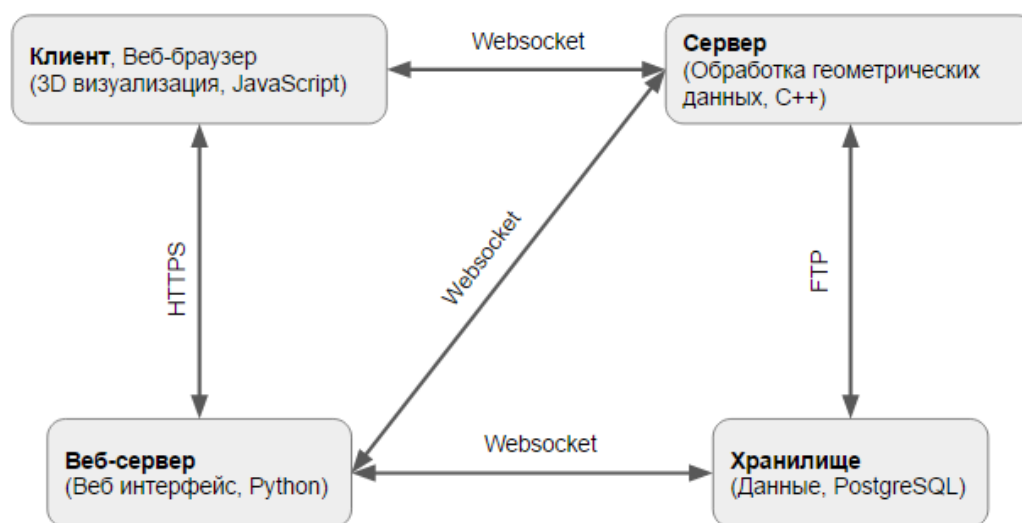 Клиент, Веб-браузер
(3D визуализация, JavaScript)
Websocket
Сервер
(Обработка геометрических
данных, C++)
HTTPS
Websocket
FTP
Веб-сервер
(Веб интерфейс, Python)
Websocket
Хранилище
(Данные, PostgreSQL)